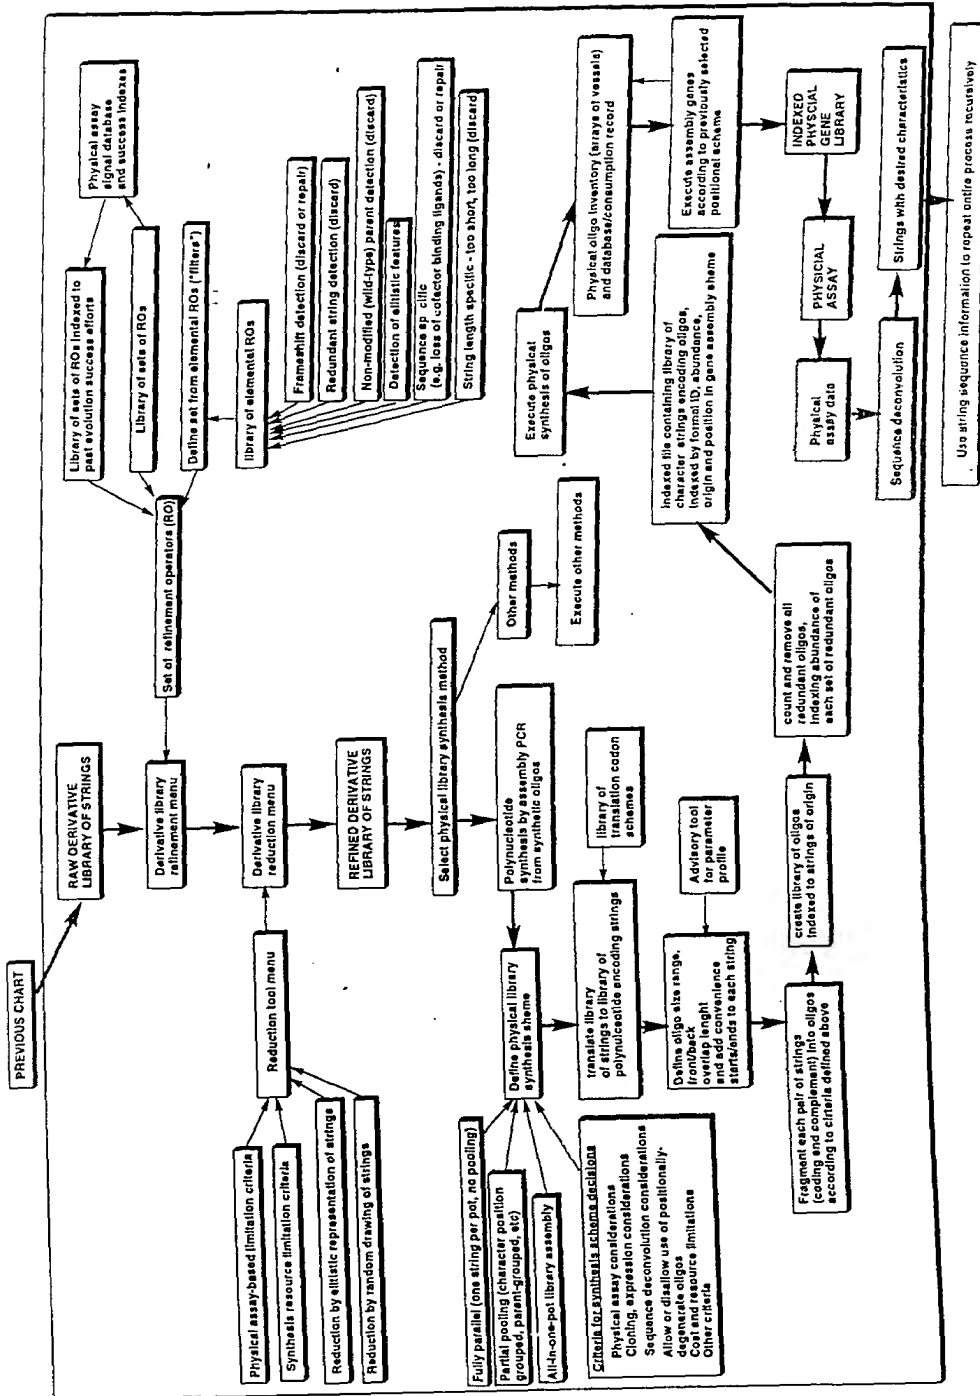 PREVIOUS CHART
RAW DERIVATIVE
LIBRARY OF STRINGS
Derivative library
refinement menu
Set of refinement operators (RO)
Library of sets of ROs indexed to
past evolution success efforts
Physical assay
signal database
and success indexes
Library of sets of ROs
Define set from elemental ROs ("filters")
library of elemental ROs
Frameshift detection (discard or repair)
Redundant string detection (discard)
Non-modified (wild-type) parent detection (discard)
Detection of elitistic features
Sequence sp cific
(e.g. loss of cofactor binding ligands) - discard or repair
String length specific - too short, too long (discard)
Derivative library
reduction menu
Reduction tool menu
Physical assay-based limitation criteria
Synthesis resource limitation criteria
Reduction by elitistic representation of strings
Reduction by random drawing of strings
REFINED DERIVATIVE
LIBRARY OF STRINGS
Select physical library synthesis method
Other methods
Execute other methods
Polynucleotide
synthesis by assembly PCR
from synthetic oligos
Define physical library
synthesis sheme
Fully parallel (one string per pot, no pooling)
Partial pooling (character position
grouped, parent-grouped, etc)
All-in-one-pot library assembly
Criteria for synthesis scheme decisions
Physical assay considerations
Cloning, expression considerations
Sequence deconvolution considerations
Allow or disallow use of positionally-
degenerate oligos
Cost and resource limitations
Other criteria
library of
translation codon
schemes
translate library
of strings to library of
polynulceotide encoding strings
Advisory tool
for parameter
profile
Define oligo size range,
front/back
overlap lenght
and add convenience
starts/ends to each string
Fragment each pair of strings
(coding end complement) into oligos
according to cirteria defined above
create library of oligos
indexed to strings of origin
count and remove all
redundant oligos,
indexing abundance of
each set of redundant oligos
Indexed file containing library of
character strings encoding oligos,
indexed by formal ID, abundance,
origin and position in gene assembly sheme
Execute physical
synthesis of oligos
Physical oligo inventory (arrays of vessels)
and database/consumption record
Execute assembly genes
according to previously selected
positional scheme
INDEXED
PHYSCIAL
GENE
LIBRARY
PHYSICIAL
ASSAY
Physical
assay data
Sequence deconvolution
Strings with desired characteristics
Use string sequence information to repeat entire process recursively